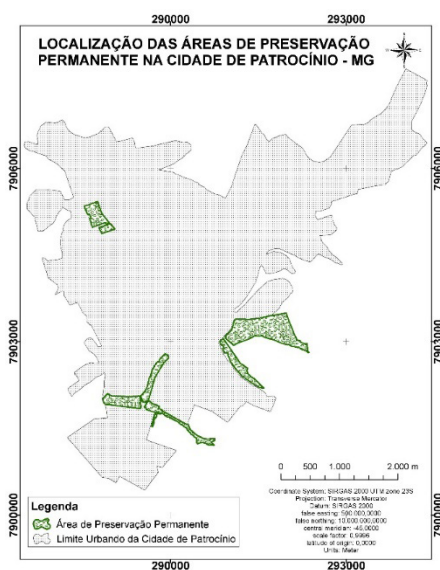 290000
293000
LOCALIZAÇÃO DAS ÁREAS DE PRESERVAÇÃO
PERMANENTE NA CIDADE DE PATROCÍNIO - MG
7906000
7906000
7903000
7903000
0 500 1.000 2.000 m
Coordinate System: SIRGAS 2000 UTM zone 23S
Projection: Transverse Mercator
Datum: SIRGAS 2000
false easting: 500.000,0000
false northing: 10.000.000,0000
central meridian: -45,0000
scale factor: 0,9996
latitude of origin: 0,0000
Units: Meter
Legenda
Área de Preservação Permanente
Limite Urbando da Cidade de Patrocínio
7900000
7900000
290000
293000